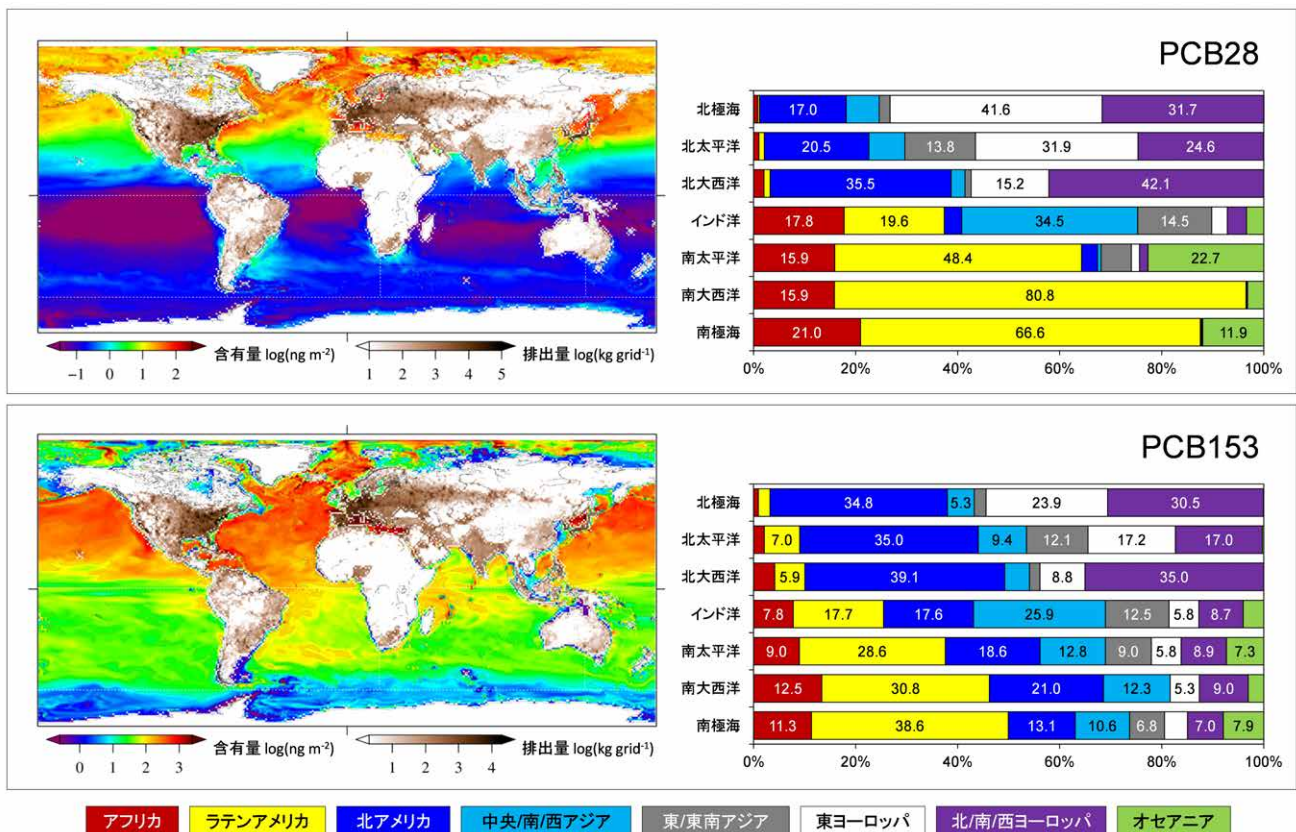 PCB28
北極海 17.0 41.6 31.7
北太平洋 20.5 13.8 31.9 24.6
北大西洋 35.5 15.2 42.1
インド洋 17.8 19.6 34.5 14.5
南太平洋 15.9 48.4 22.7
南大西洋 15.9 80.8
南極海 21.0 66.6 11.9
0% 20% 40% 60% 80% 100%
含有量 log(ng m-2) 排出量 log(kg grid-1)
−1 0 1 2 1 2 3 4 5
PCB153
北極海 34.8 5.3 23.9 30.5
北太平洋 7.0 35.0 9.4 12.1 17.2 17.0
北大西洋 5.9 39.1 8.8 35.0
インド洋 7.8 17.7 17.6 25.9 12.5 5.8 8.7
南太平洋 9.0 28.6 18.6 12.8 9.0 5.8 8.9 7.3
南大西洋 12.5 30.8 21.0 12.3 5.3 9.0
南極海 11.3 38.6 13.1 10.6 6.8 7.0 7.9
0% 20% 40% 60% 80% 100%
含有量 log(ng m-2) 排出量 log(kg grid-1)
0 1 2 3 1 2 3 4
アフリカ ラテンアメリカ 北アメリカ 中央/南/西アジア 東/東南アジア 東ヨーロッパ 北/南/西ヨーロッパ オセアニア